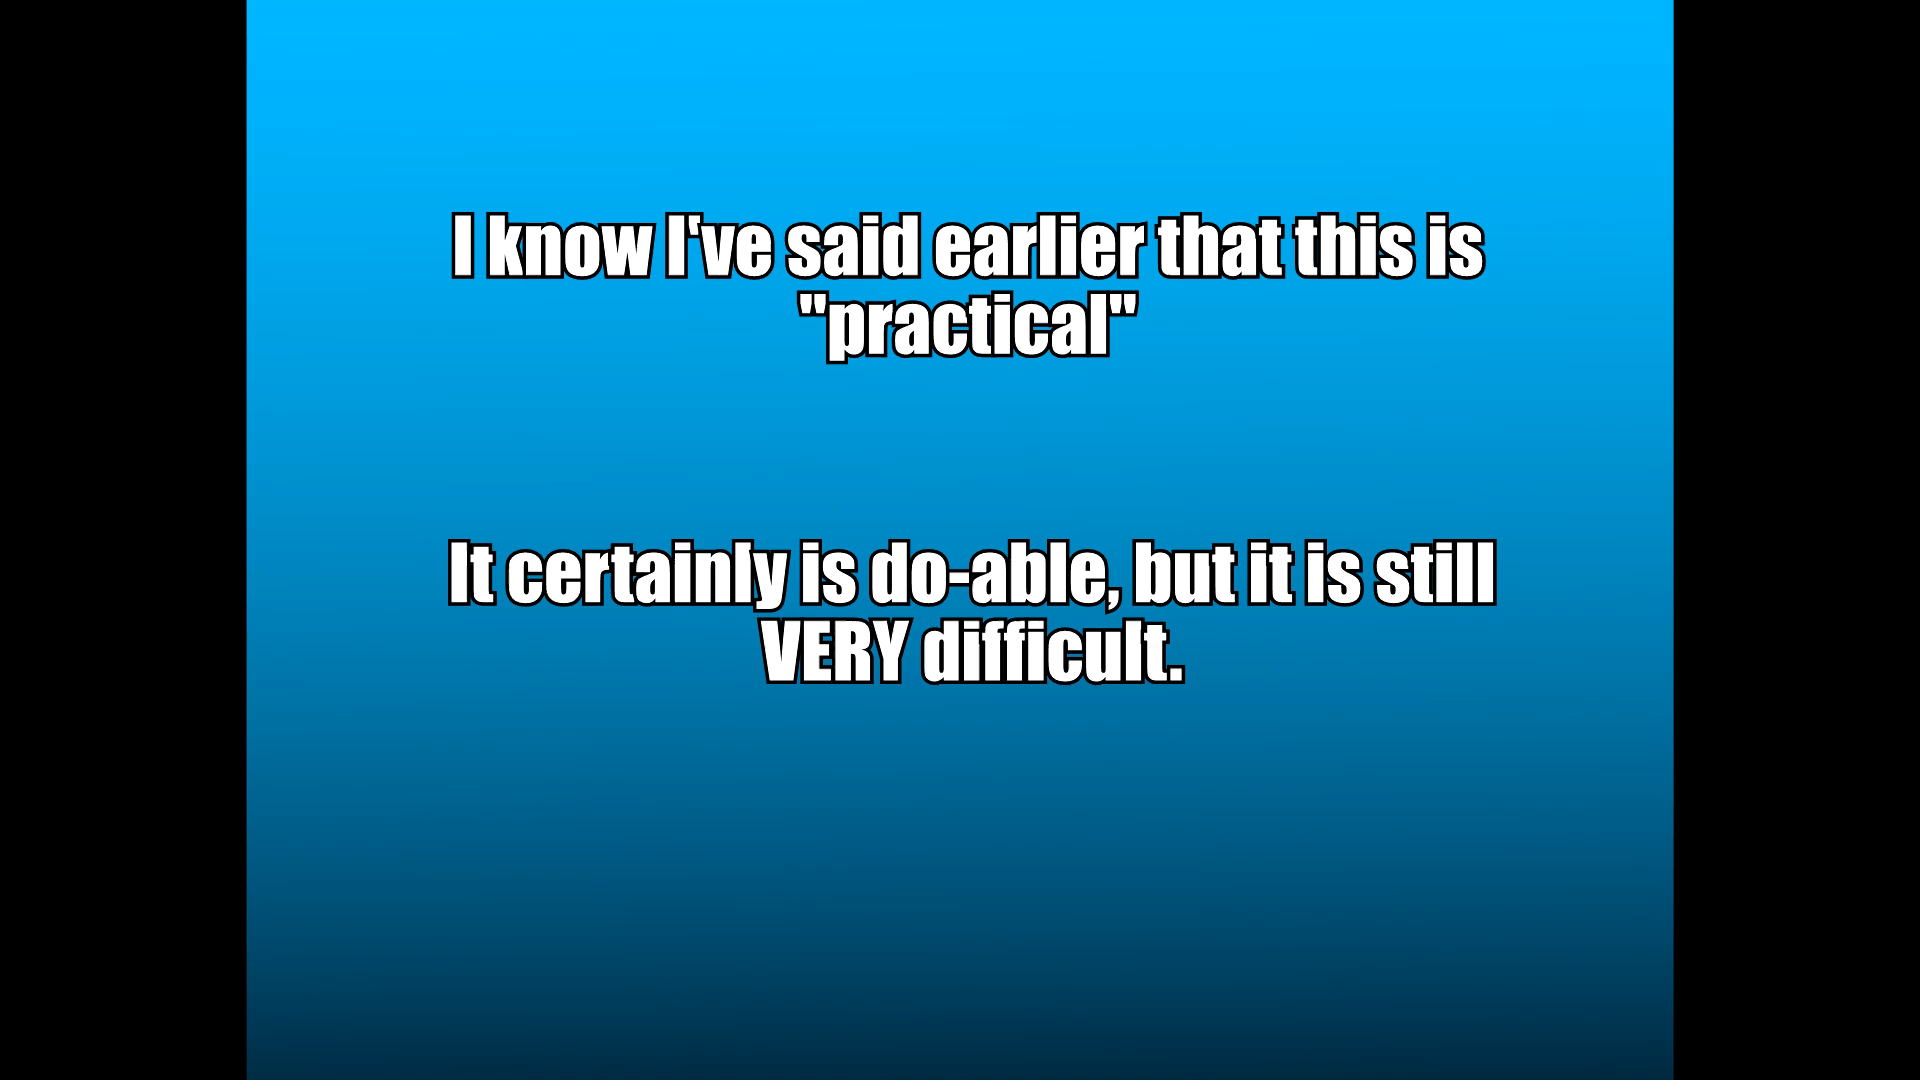 I know I've said earlier that this is
"practical"
It certainly is do-able, but it is still
VERY difficult.